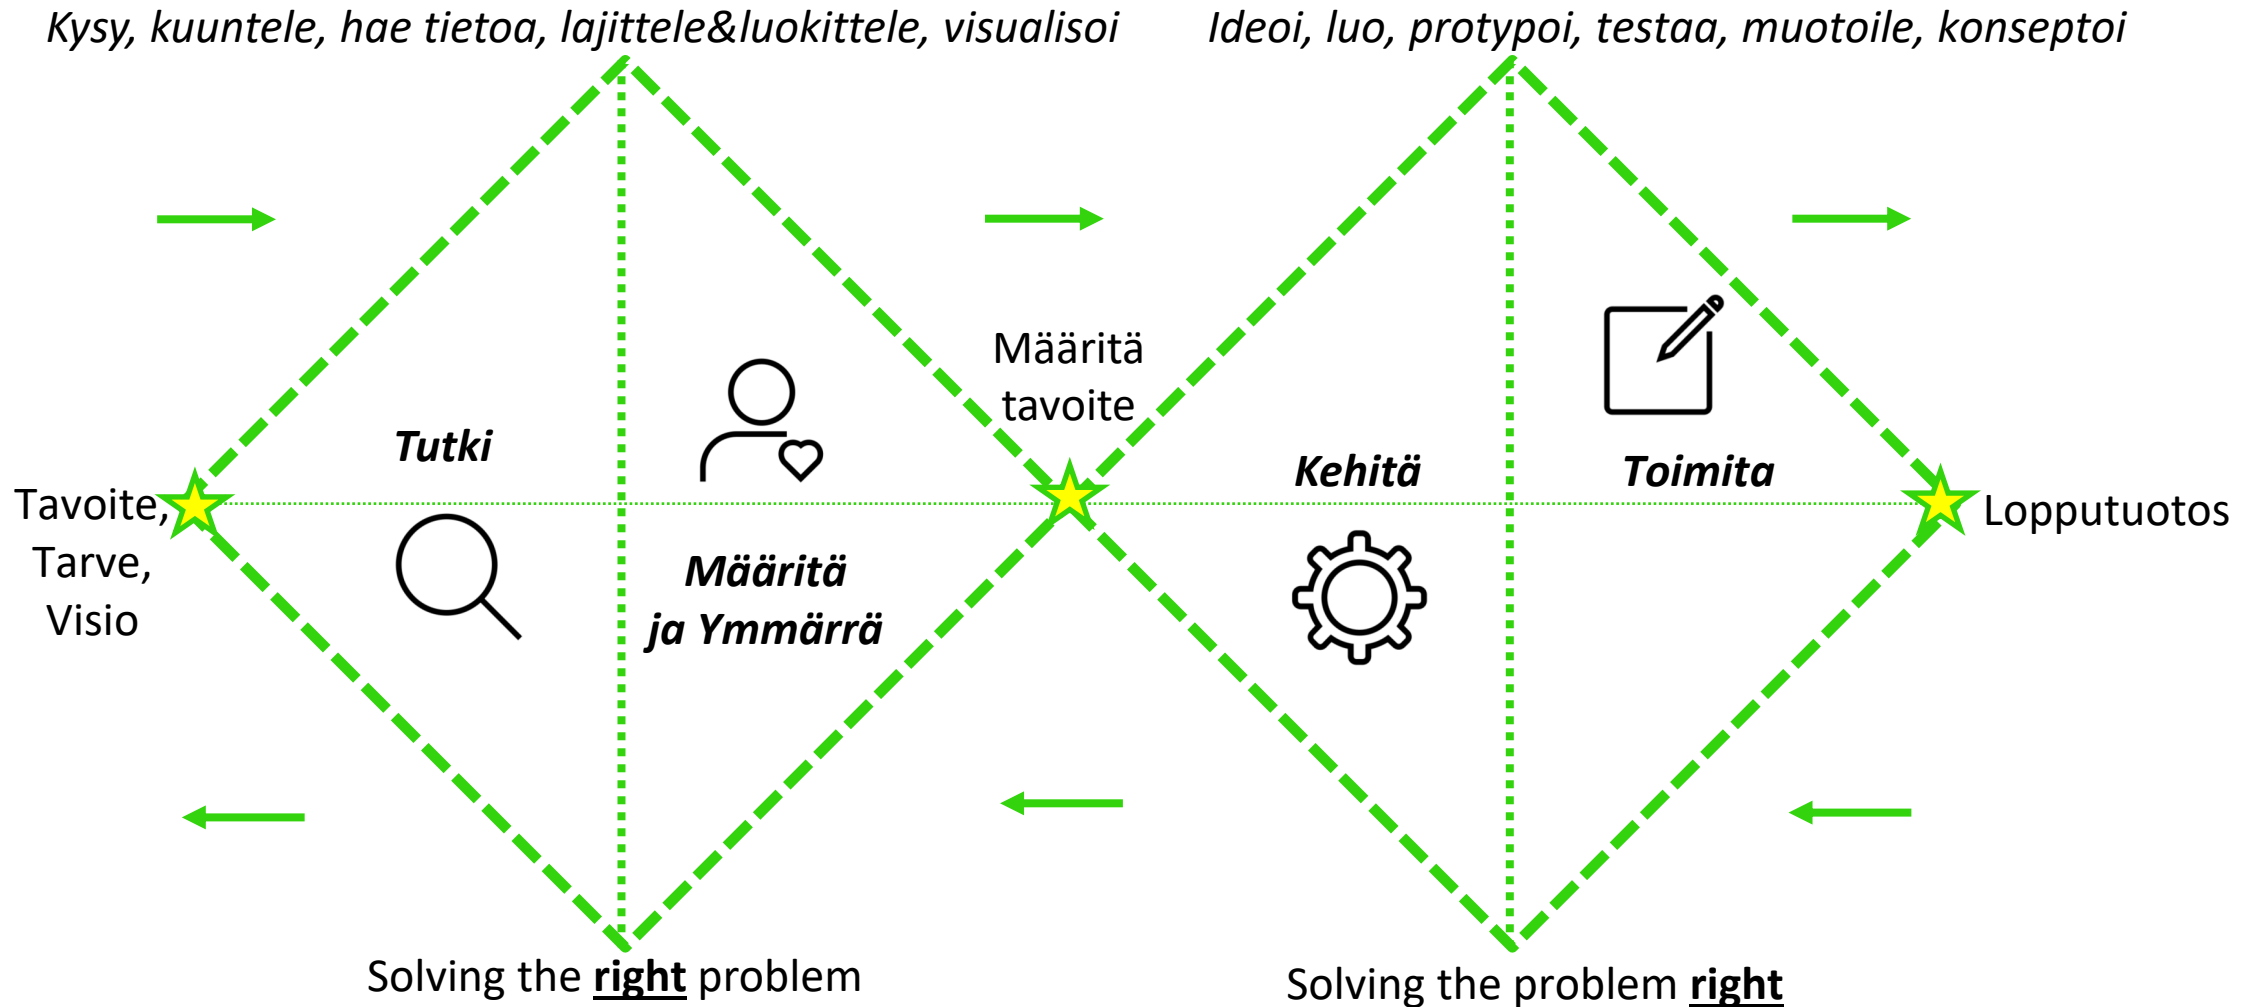 Kysy, kuuntele, hae tietoa, lajittele&luokittele, visualisoi
Ideoi, luo, protypoi, testaa, muotoile, konseptoi
Määritä
tavoite
Tutki
Kehitä
Toimita
Tavoite,
Tarve,
Visio
Lopputuotos
Määritä
ja Ymmärrä
Solving the right problem
Solving the problem right